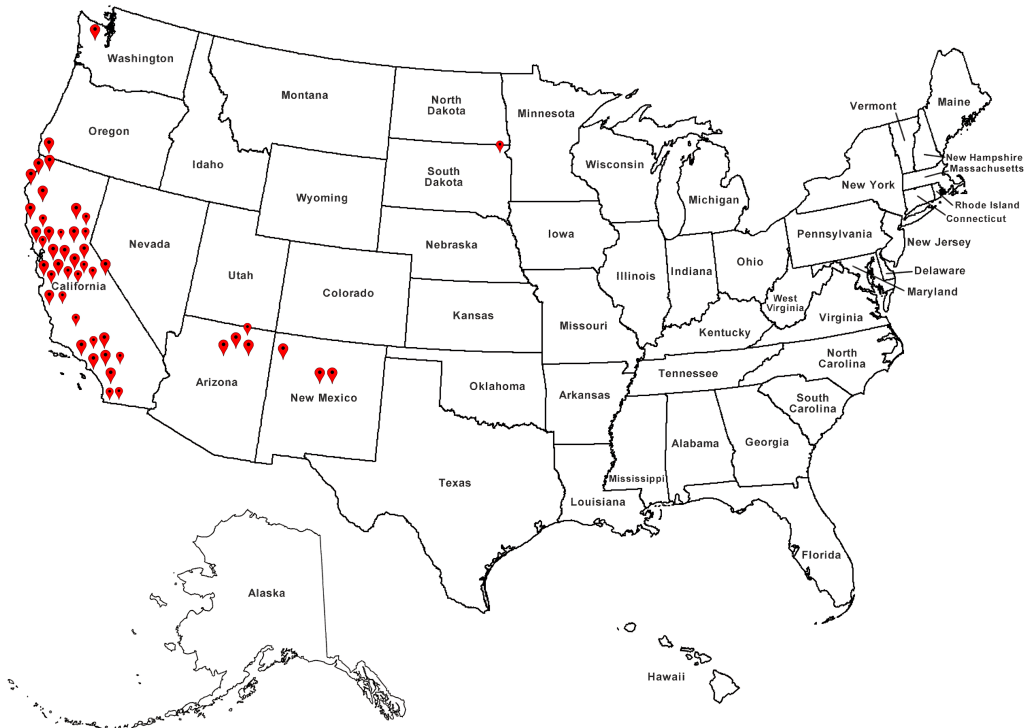 Washington
Montana
North
Dakota
Minnesota
Vermont
Maine
Oregon
Idaho
South
Dakota
Wisconsin
Michigan
New York
New Hampshire
Massachusetts
Rhode Island
Connecticut
Wyoming
Nevada
Nebraska
Iowa
Pennsylvania
New Jersey
Utah
Colorado
Illinois
Indiana
Ohio
Delaware
Maryland
California
Kansas
Missouri
West
Virginia
Virginia
Kentucky
Arizona
New Mexico
Oklahoma
Arkansas
Tennessee
North
Carolina
South
Carolina
Texas
Mississippi
Alabama
Georgia
Louisiana
Florida
Alaska
Hawaii